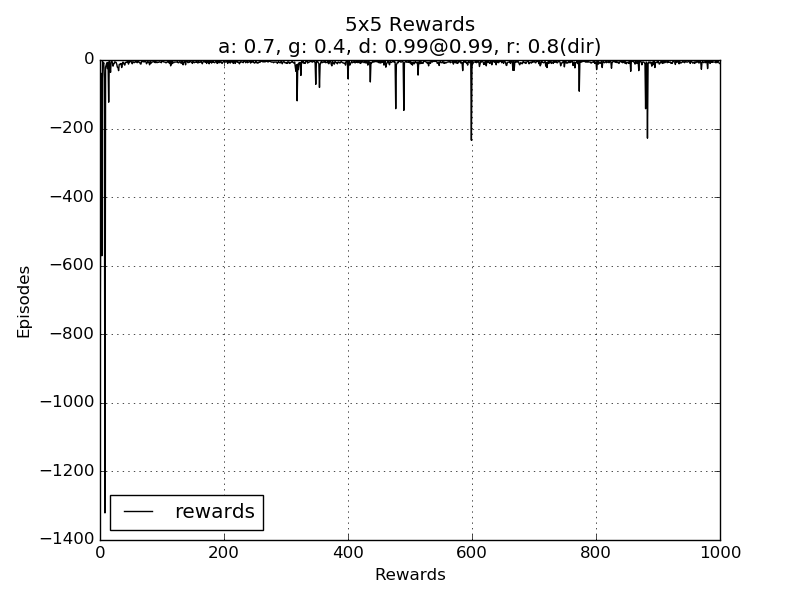 5x5 Rewards
a: 0.7, g: 0.4, d: 0.99@0.99, r: 0.8(dir)
0
−200
−400
−600
−800
−1000
−1200
−1400
Episodes
rewards
0 200 400 600 800 1000
Rewards